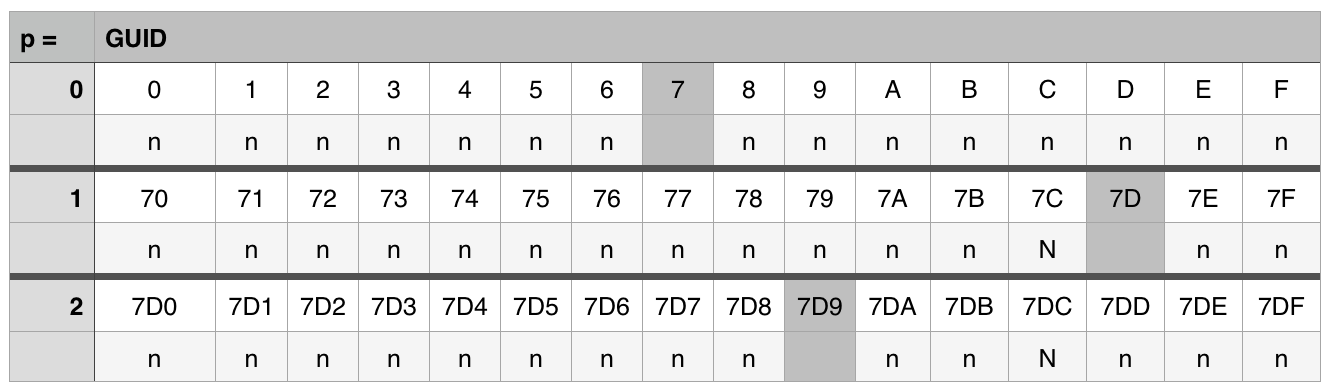 p = GUID
0 0 1 2 3 4 5 6 7 8 9 A B C D E F
n n n n n n n n n n n n n n n
1 70 71 72 73 74 75 76 77 78 79 7A 7B 7C 7D 7E 7F
n n n n n n n n n n n n N n n
2 7D0 7D1 7D2 7D3 7D4 7D5 7D6 7D7 7D8 7D9 7DA 7DB 7DC 7DD 7DE 7DF
n n n n n n n n n n n N n n n